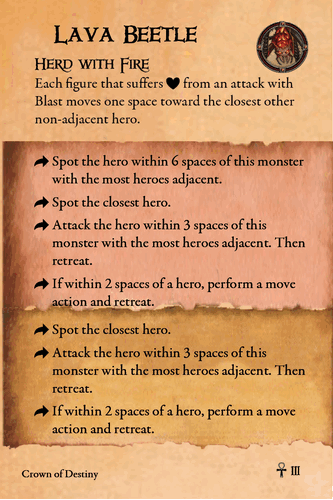 Lava Beetle
Herd with Fire
Each figure that suffers ♥ from an attack with
Blast moves one space toward the closest other
non-adjacent hero.
Spot the hero within 6 spaces of this monster
with the most heroes adjacent.
Spot the closest hero.
Attack the hero within 3 spaces of this
monster with the most heroes adjacent. Then
retreat.
If within 2 spaces of a hero, perform a move
action and retreat.
Spot the closest hero.
Attack the hero within 3 spaces of this
monster with the most heroes adjacent. Then
retreat.
If within 2 spaces of a hero, perform a move
action and retreat.
Crown of Destiny
III